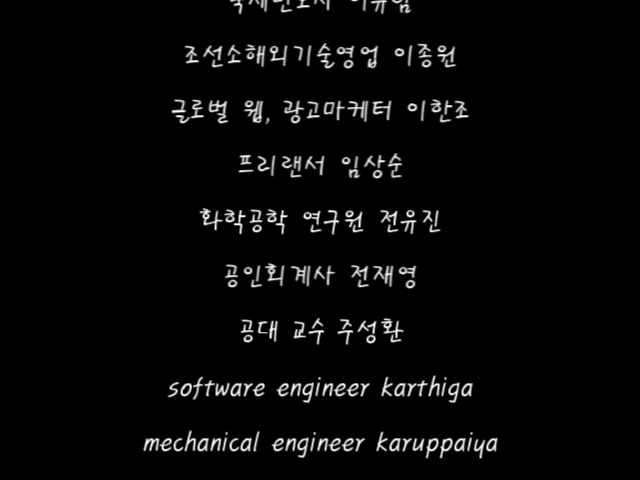 조선소해외기술영업 이종원
글로벌 웹, 광고마케터 이한조
프리랜서 임상순
화학공학 연구원 전유진
공인회계사 전재영
공대 교수 주성환
software engineer karthiga
mechanical engineer karuppaiya